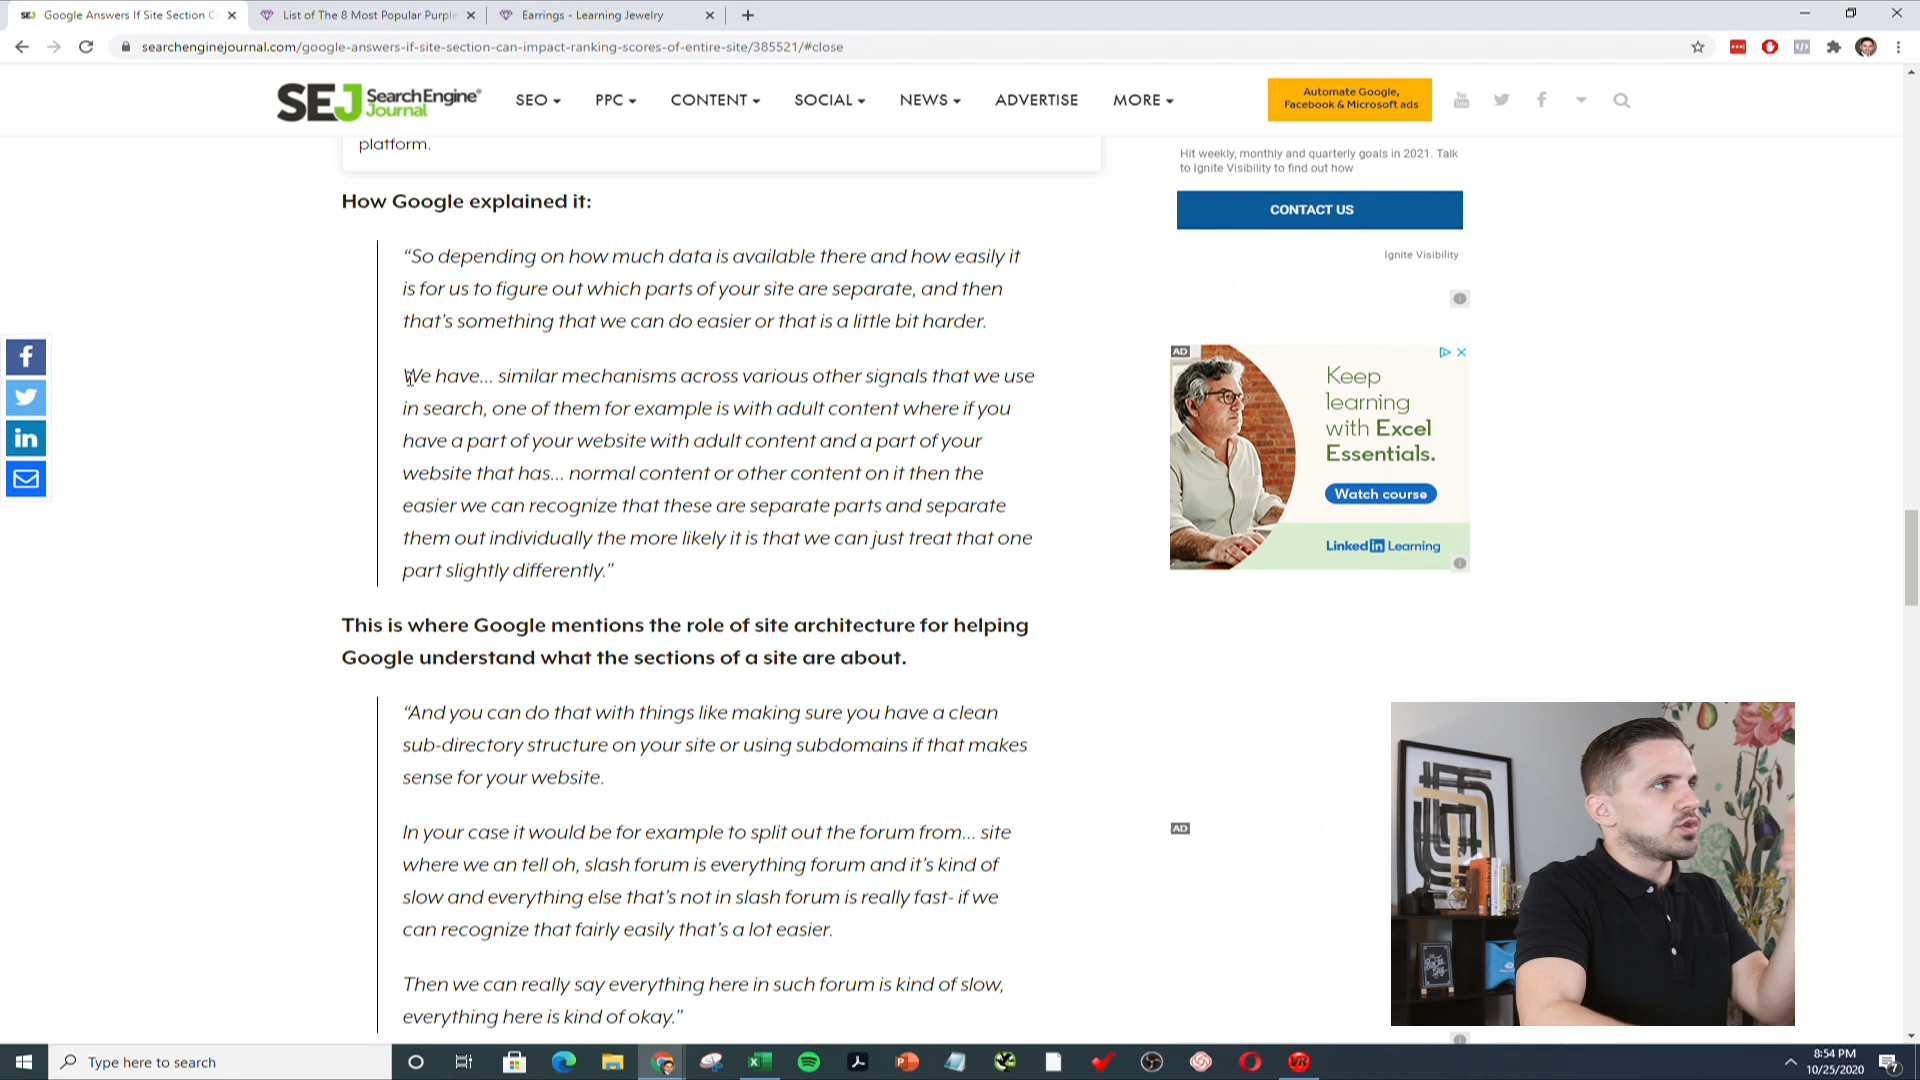 SEJ Google Answers If Site Section C
List of The 8 Most Popular Purple
Earrings - Learning Jewelry
searchenginejournal.com/google-answers-if-site-section-can-impact-ranking-scores-of-entire-site/385521/#close
SEJ SearchEngine Journal
SEO
PPC
CONTENT
SOCIAL
NEWS
ADVERTISE
MORE
Automate Google,
Facebook & Microsoft ads
platform.
How Google explained it:
“So depending on how much data is available there and how easily it
is for us to figure out which parts of your site are separate, and then
that’s something that we can do easier or that is a little bit harder.
We have… similar mechanisms across various other signals that we use
in search, one of them for example is with adult content where if you
have a part of your website with adult content and a part of your
website that has… normal content or other content on it then the
easier we can recognize that these are separate parts and separate
them out individually the more likely it is that we can just treat that one
part slightly differently.”
This is where Google mentions the role of site architecture for helping
Google understand what the sections of a site are about.
“And you can do that with things like making sure you have a clean
sub-directory structure on your site or using subdomains if that makes
sense for your website.
In your case it would be for example to split out the forum from… site
where we an tell oh, slash forum is everything forum and it’s kind of
slow and everything else that’s not in slash forum is really fast- if we
can recognize that fairly easily that’s a lot easier.
Then we can really say everything here in such forum is kind of slow,
everything here is kind of okay.”
Hit weekly, monthly and quarterly goals in 2021. Talk
to Ignite Visibility to find out how
CONTACT US
Ignite Visibility
AD
Keep
learning
with Excel
Essentials.
Watch course
Linked in Learning
AD
Type here to search
8:54 PM
10/25/2020